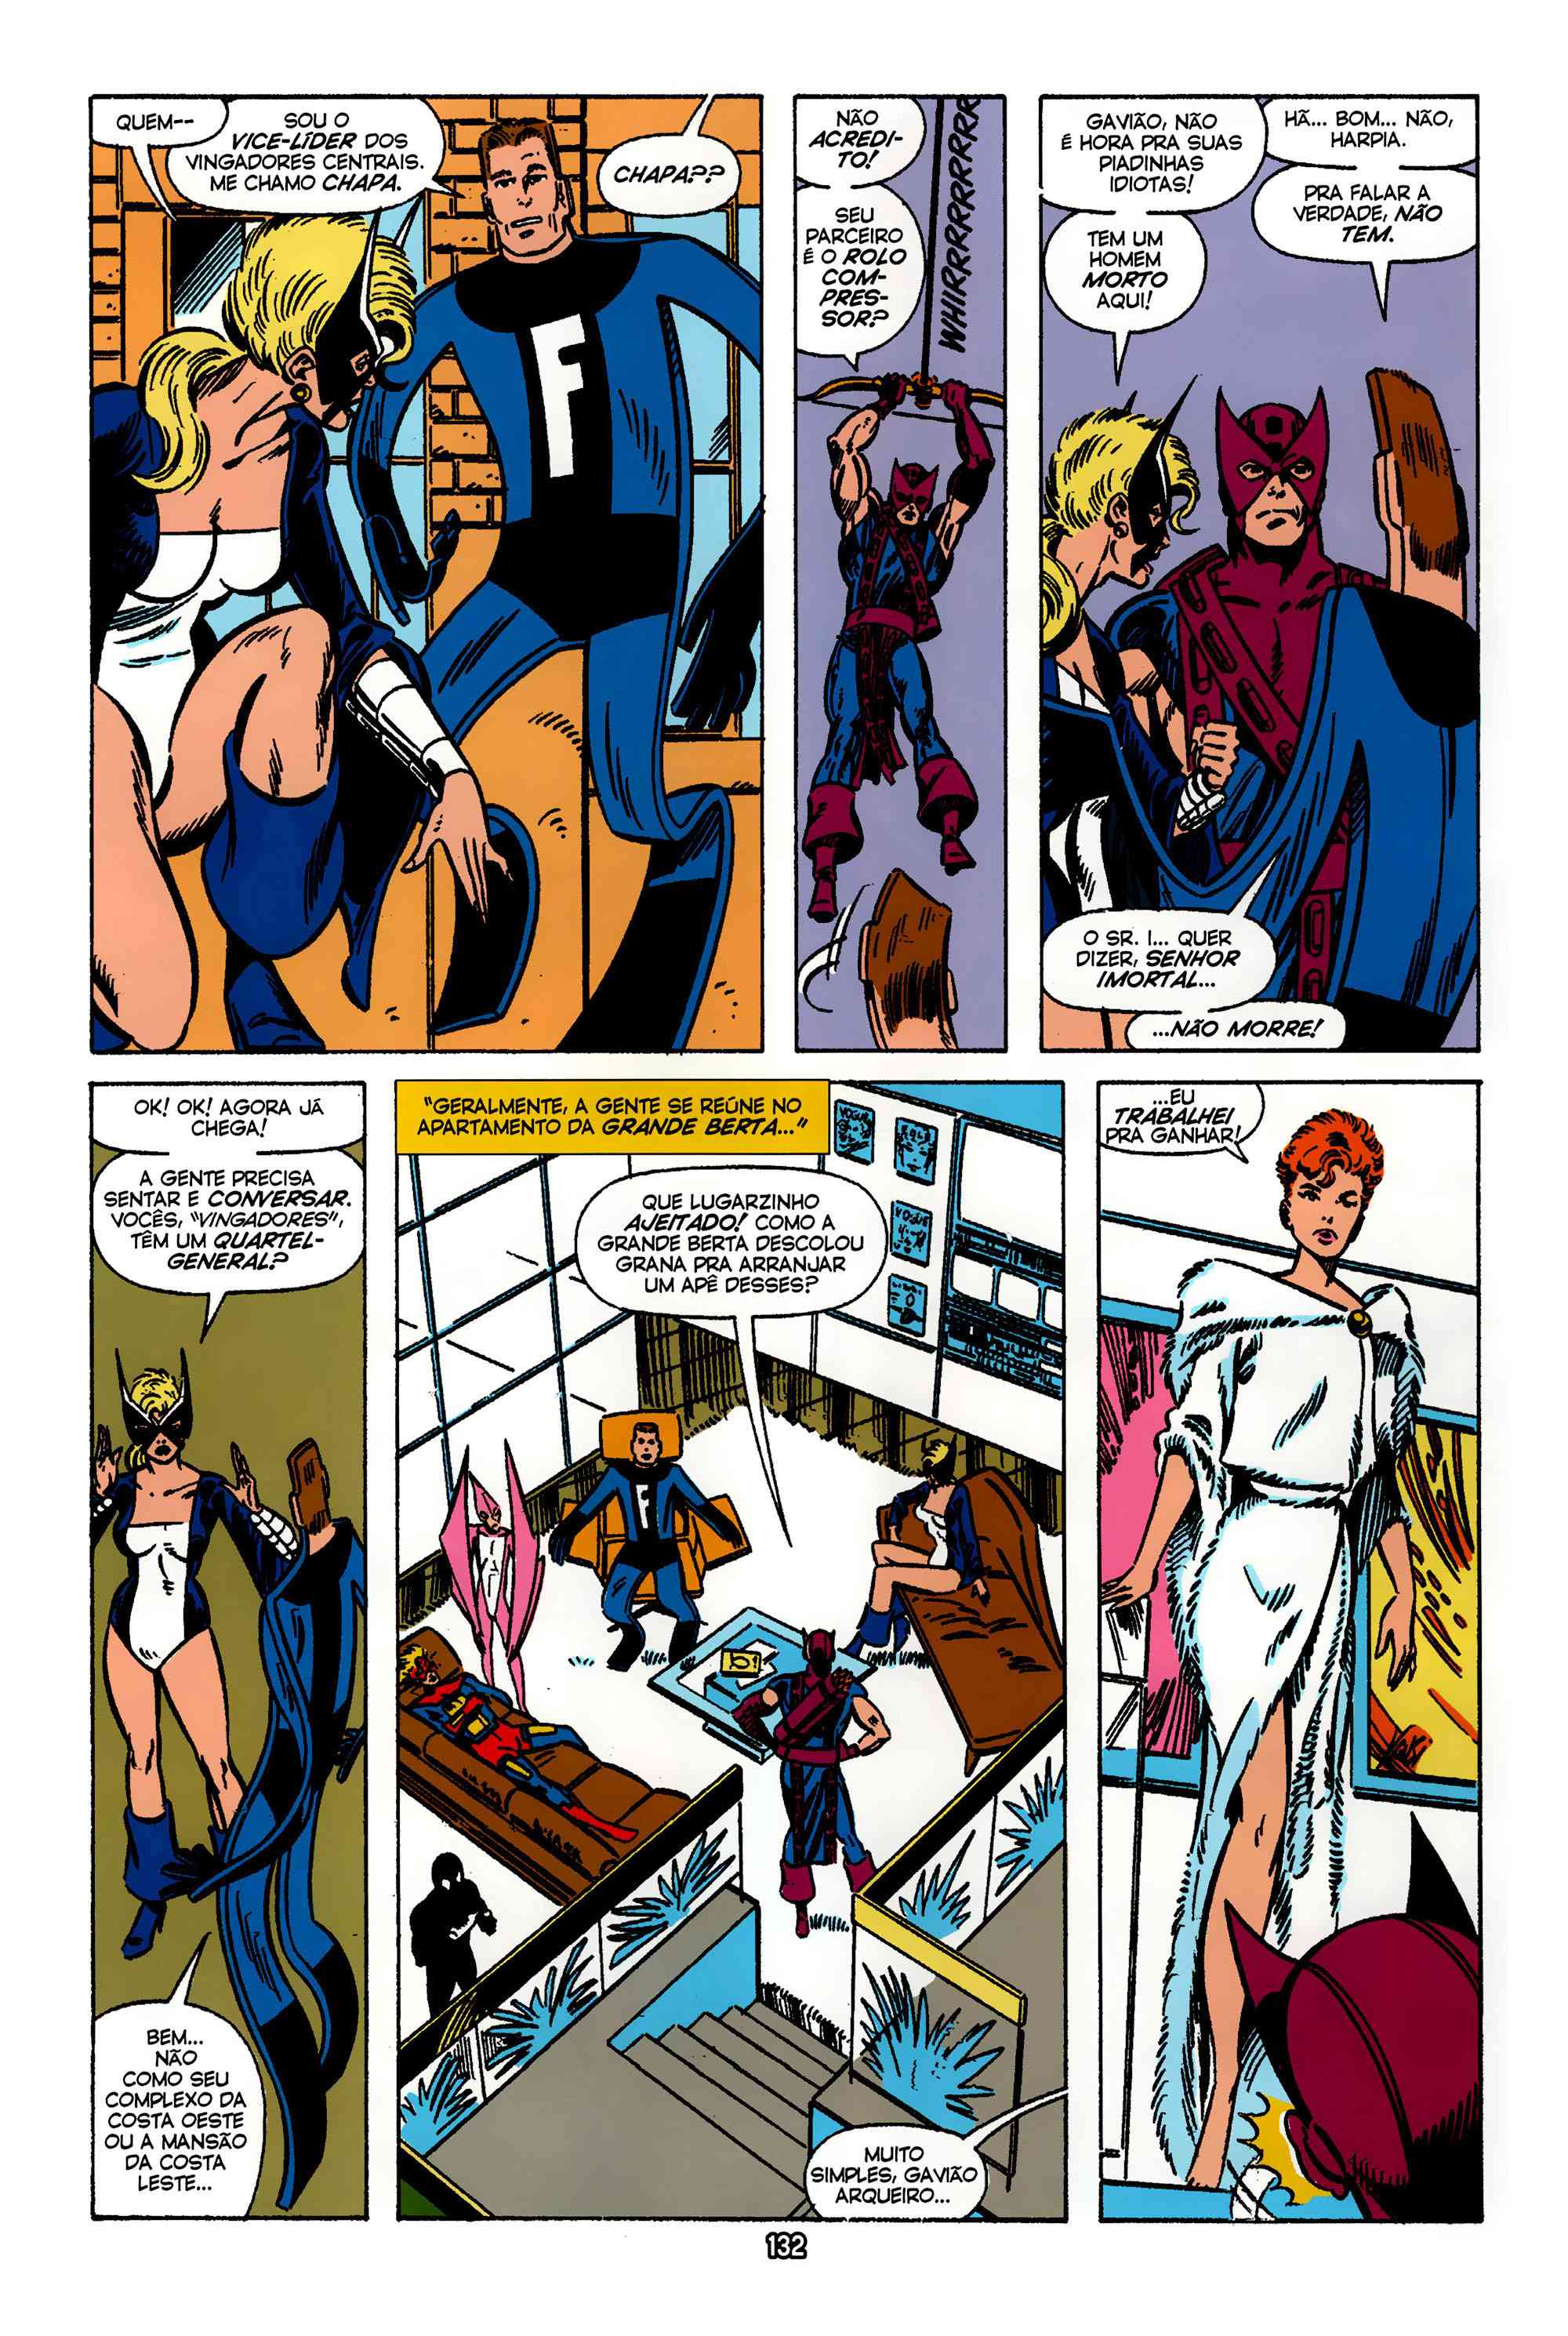 QUEM--
SOU O
VICE-LÍDER DOS
VINGADORES CENTRAIS.
ME CHAMO CHAPA.
CHAPA??
F
NÃO
ACREDI-
TO!
SEU
PARCEIRO
É O ROLO
COM-
PRES-
SOR?
WHIRRRRRRRRRR
GAVIÃO, NÃO
É HORA PRA SUAS
PIADINHAS
IDIOTAS!
TEM UM
HOMEM
MORTO
AQUI!
HÃ... BOM... NÃO,
HARPIA.
PRA FALAR A
VERDADE, NÃO
TEM.
O SR. I... QUER
DIZER, SENHOR
IMORTAL...
...NÃO MORRE!
OK! OK! AGORA JÁ
CHEGA!
A GENTE PRECISA
SENTAR E CONVERSAR.
VOCÊS, "VINGADORES",
TÊM UM QUARTEL-
GENERAL?
BEM...
NÃO
COMO SEU
COMPLEXO DA
COSTA OESTE
OU A MANSÃO
DA COSTA
LESTE...
"GERALMENTE, A GENTE SE REÚNE NO
APARTAMENTO DA GRANDE BERTA..."
VOGUE
VOGUE
QUE LUGARZINHO
AJEITADO! COMO A
GRANDE BERTA DESCOLOU
GRANA PRA ARRANJAR
UM APÊ DESSES?
F
MUITO
SIMPLES, GAVIÃO
ARQUEIRO...
...EU
TRABALHEI
PRA GANHAR!
132